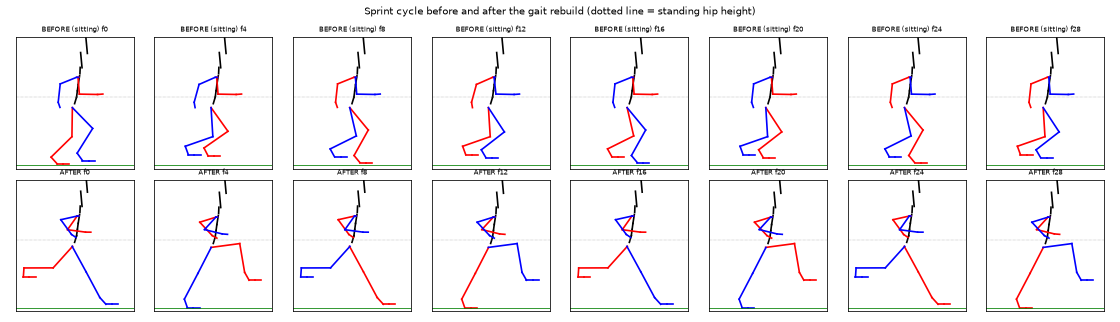 Sprint cycle before and after the gait rebuild (dotted line = standing hip height)
BEFORE (sitting) f0
BEFORE (sitting) f4
BEFORE (sitting) f8
BEFORE (sitting) f12
BEFORE (sitting) f16
BEFORE (sitting) f20
BEFORE (sitting) f24
BEFORE (sitting) f28
AFTER f0
AFTER f4
AFTER f8
AFTER f12
AFTER f16
AFTER f20
AFTER f24
AFTER f28